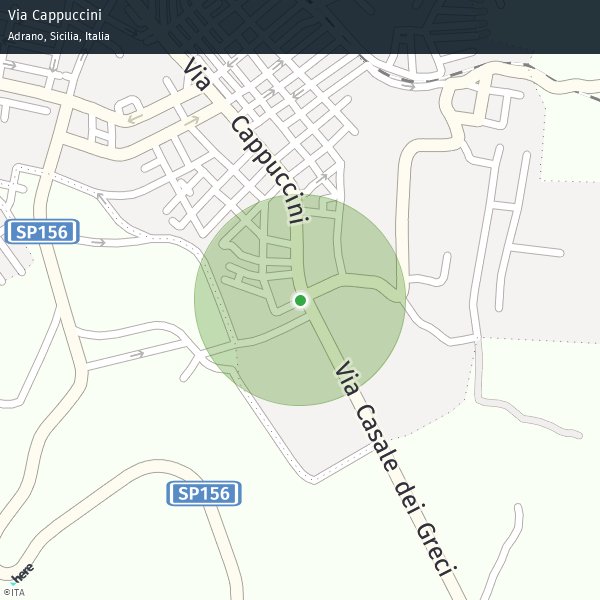 Via Cappuccini
Adrano, Sicilia, Italia
Via Cappuccini
SP156
Via Casale dei Greci
SP156
here
©ITA